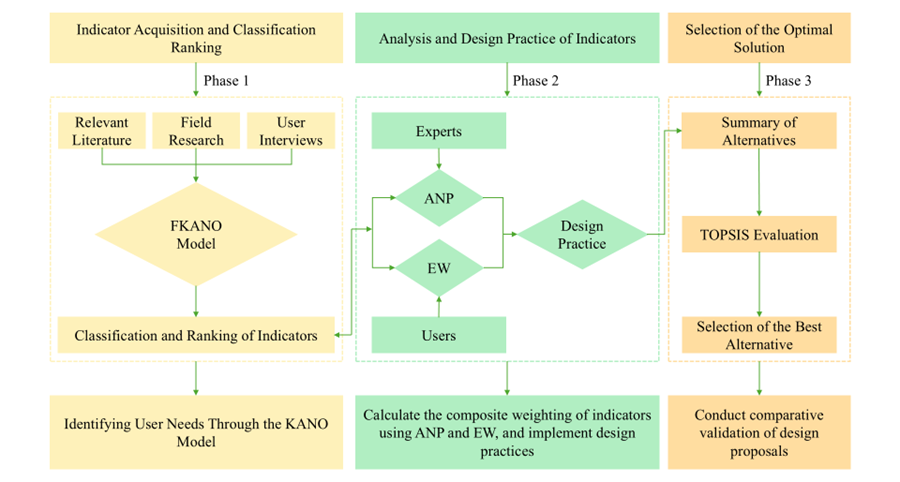 Indicator Acquisition and Classification
Ranking
Analysis and Design Practice of Indicators
Selection of the Optimal
Solution
Phase 1
Phase 2
Phase 3
Relevant
Literature
Field
Research
User
Interviews
FKANO
Model
Classification and Ranking of Indicators
Experts
ANP
EW
Users
Design
Practice
Summary of
Alternatives
TOPSIS Evaluation
Selection of the Best
Alternative
Identifying User Needs Through the KANO
Model
Calculate the composite weighting of indicators
using ANP and EW, and implement design
practices
Conduct comparative
validation of design
proposals